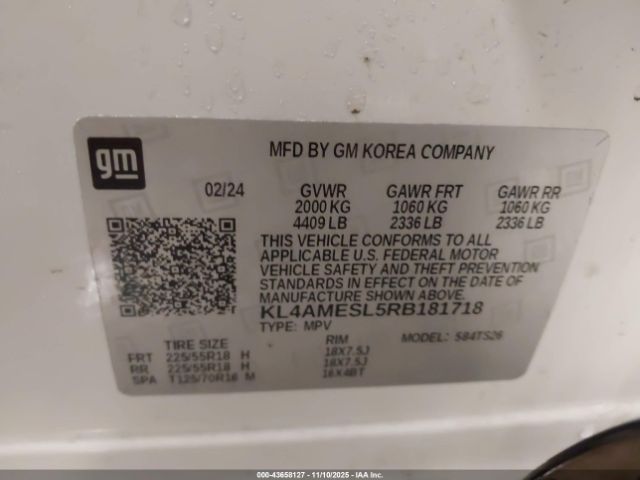 gm
MFD BY GM KOREA COMPANY
02/24 GVWR GAWR FRT GAWR RR
2000 KG 1060 KG 1060 KG
4409 LB 2336 LB 2336 LB
THIS VEHICLE CONFORMS TO ALL
APPLICABLE U.S. FEDERAL MOTOR
VEHICLE SAFETY AND THEFT PREVENTION
STANDARDS IN EFFECT ON THE DATE OF
MANUFACTURE SHOWN ABOVE.
KL4AMESL5RB181718
TYPE: MPV MODEL: 584TS26
TIRE SIZE RIM
FRT 225/55R18 H 18X7.5J
RR 225/55R18 H 18X7.5J
SPA T125/70R16 M 16X4BT
000-43658127 - 11/10/2025 - IAA Inc.